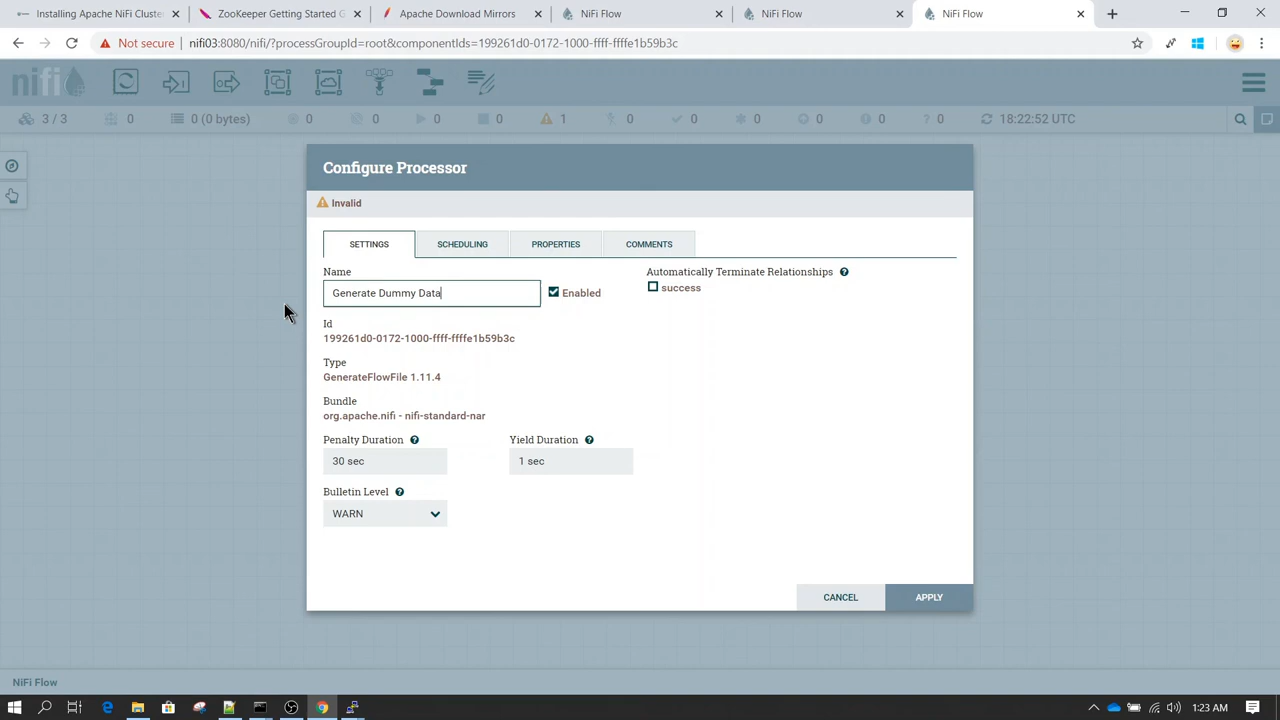 Installing Apache NiFi Cluster
ZooKeeper Getting Started G
Apache Download Mirrors
NiFi Flow
NiFi Flow
NiFi Flow
Not secure
nifi03:8080/nifi/?processGroupId=root&componentIds=199261d0-0172-1000-ffff-ffffe1b59b3c
nifi
3 / 3 0 0 (0 bytes) 0 0 0 0 1 0 0 0 0 0 0 18:22:52 UTC
Configure Processor
Invalid
SETTINGS SCHEDULING PROPERTIES COMMENTS
Name
Generate Dummy Data
Enabled
Automatically Terminate Relationships
success
Id
199261d0-0172-1000-ffff-ffffe1b59b3c
Type
GenerateFlowFile 1.11.4
Bundle
org.apache.nifi - nifi-standard-nar
Penalty Duration Yield Duration
30 sec 1 sec
Bulletin Level
WARN
CANCEL APPLY
NiFi Flow
1:23 AM